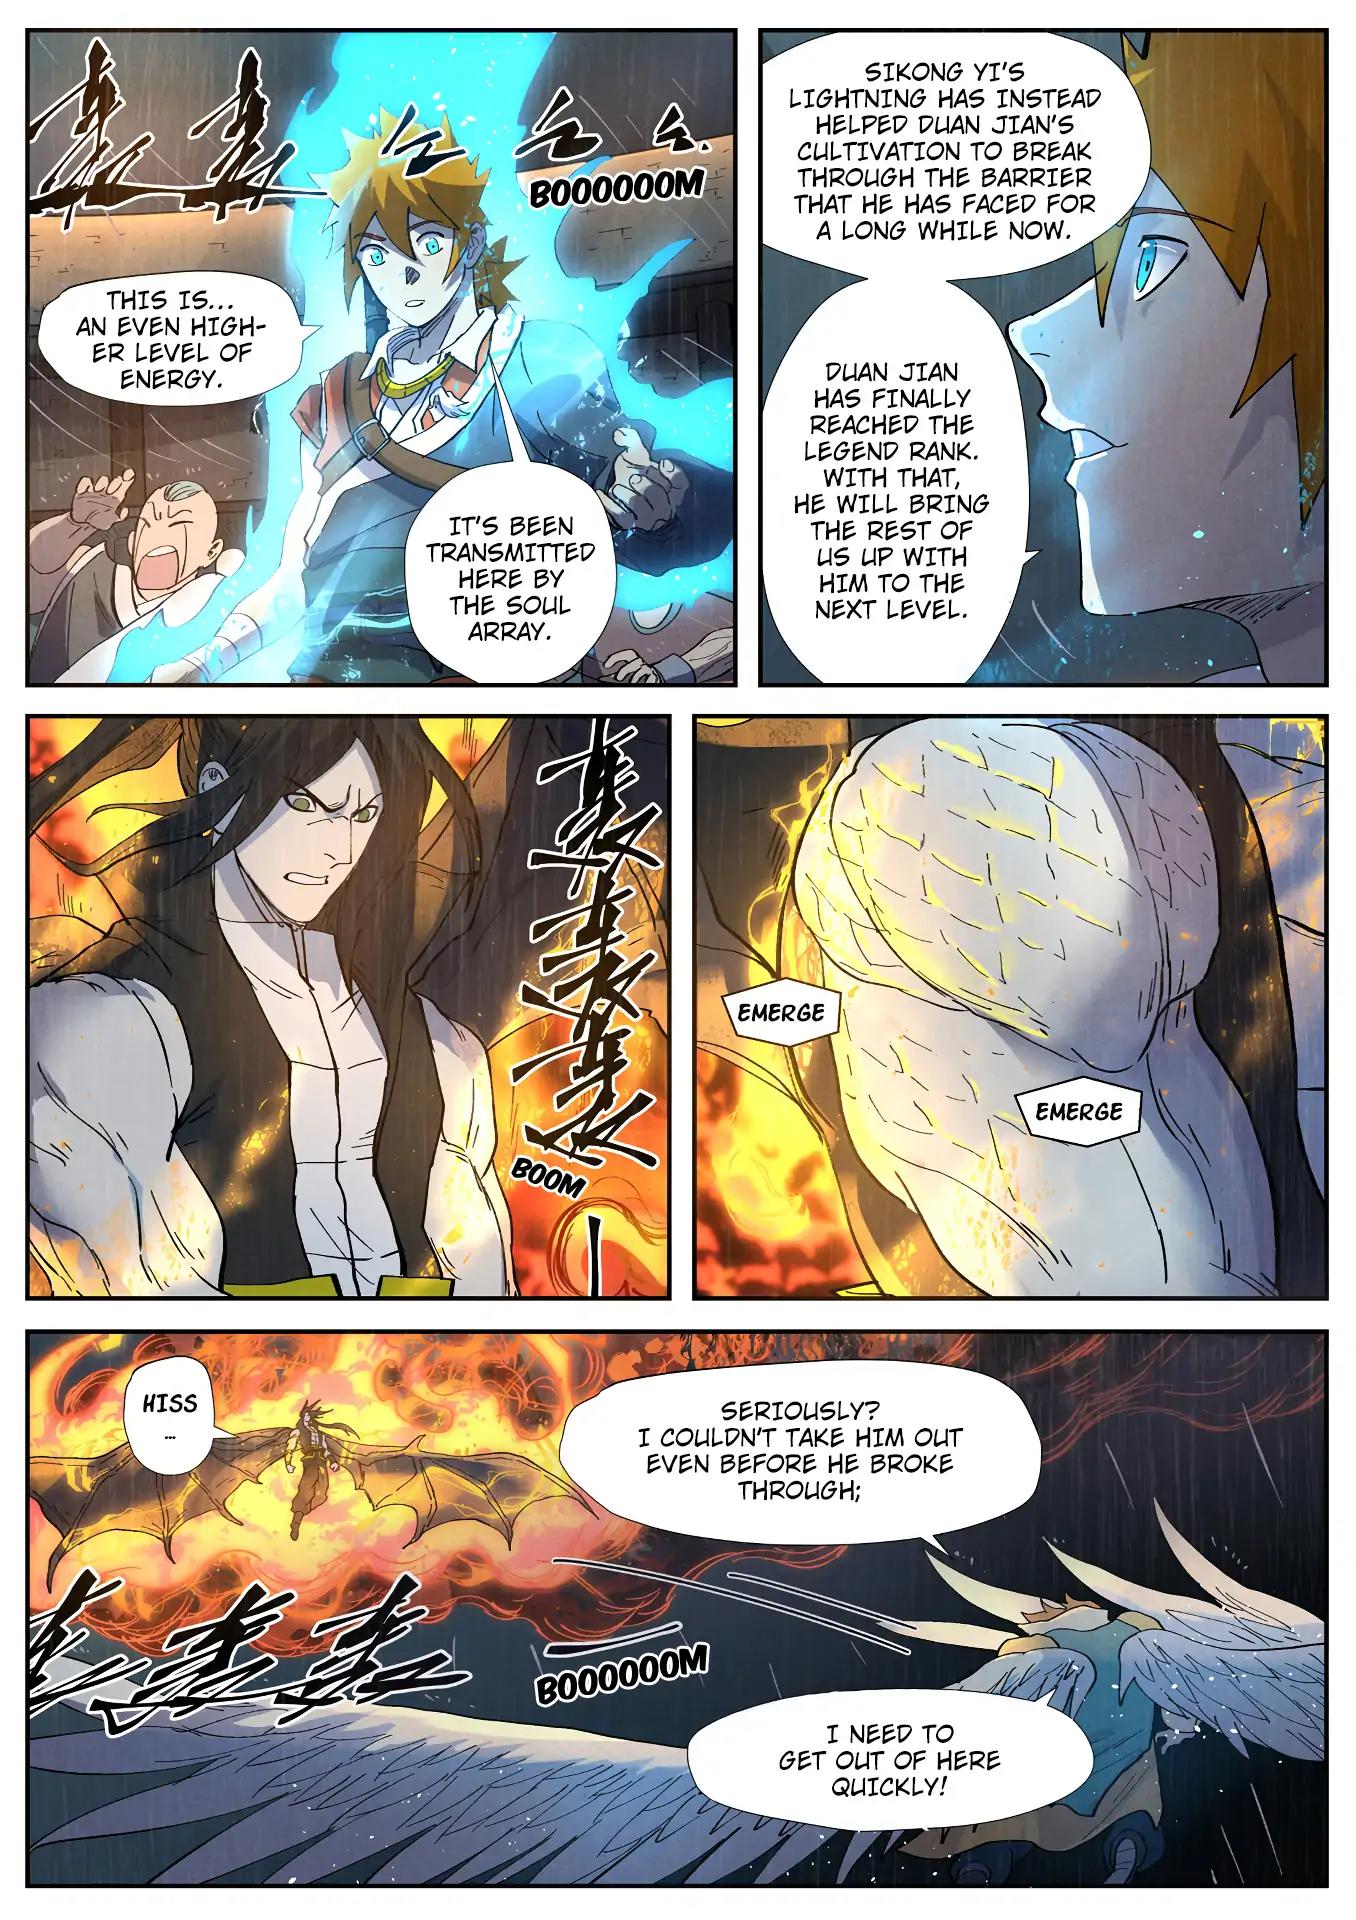 BOOOOOOM
THIS IS...
AN EVEN HIGH-
ER LEVEL OF
ENERGY.
IT'S BEEN
TRANSMITTED
HERE BY
THE SOUL
ARRAY.
SIKONG YI'S
LIGHTNING HAS INSTEAD
HELPED DUAN JIAN'S
CULTIVATION TO BREAK
THROUGH THE BARRIER
THAT HE HAS FACED FOR
A LONG WHILE NOW.
DUAN JIAN
HAS FINALLY
REACHED THE
LEGEND RANK.
WITH THAT,
HE WILL BRING
THE REST OF
US UP WITH
HIM TO THE
NEXT LEVEL.
BOOM
EMERGE
EMERGE
HISS
...
SERIOUSLY?
I COULDN'T TAKE HIM OUT
EVEN BEFORE HE BROKE
THROUGH;
BOOOOOOM
I NEED TO
GET OUT OF HERE
QUICKLY!